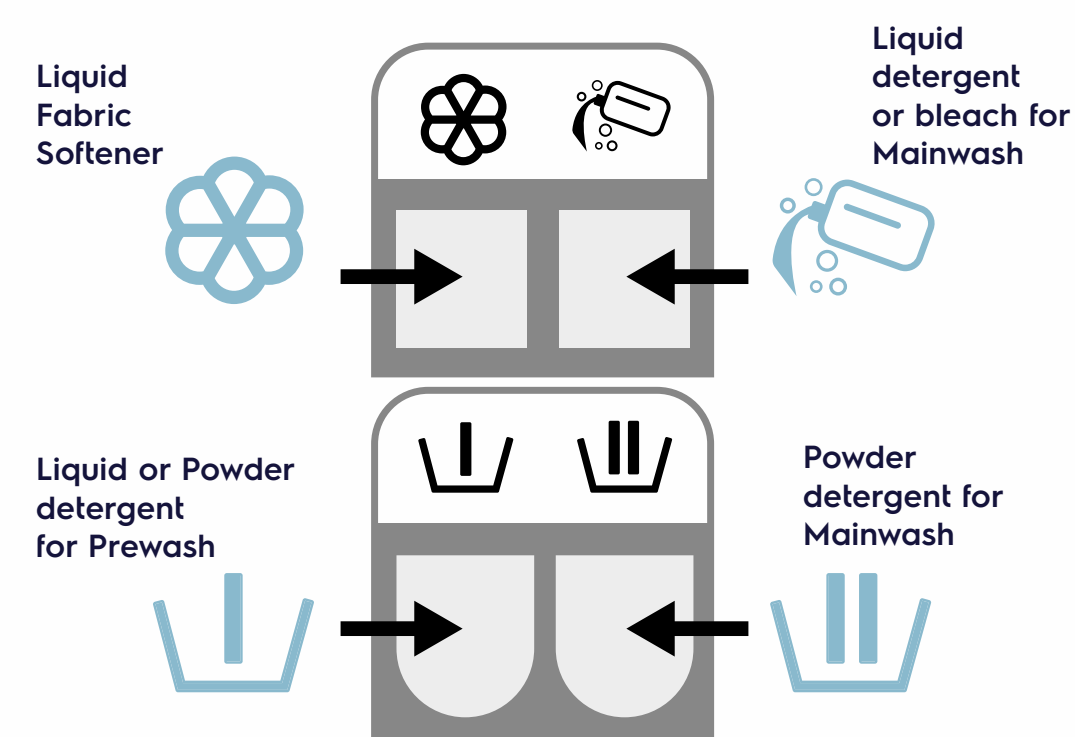 Liquid
Fabric
Softener
Liquid
detergent
or bleach for
Mainwash
Liquid or Powder
detergent
for Prewash
Powder
detergent for
Mainwash